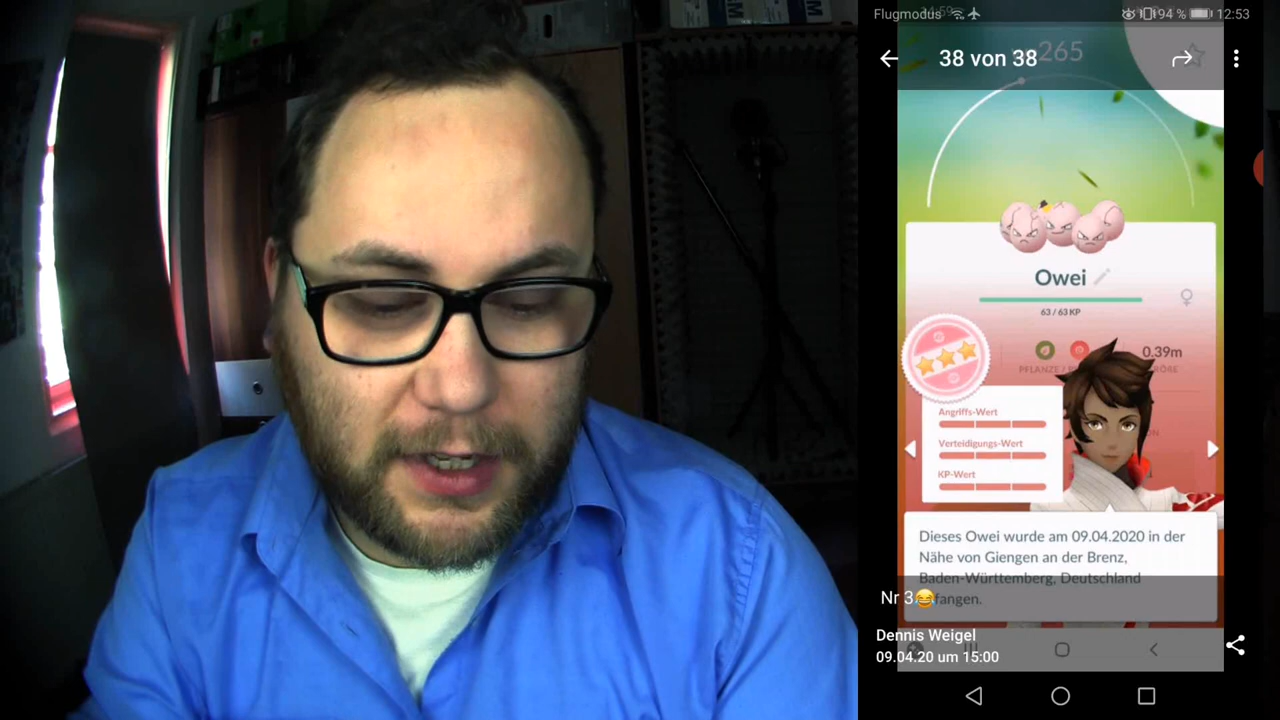 Flugmodus
94 %
12:53
38 von 38
265
Owei
63 / 63 KP
0.39m
PFLANZE /
Angriffs-Wert
Verteidigungs-Wert
KP-Wert
Dieses Owei wurde am 09.04.2020 in der
Nähe von Giengen an der Brenz,
Baden-Württemberg, Deutschland
fangen.
Nr 3😂
Dennis Weigel
09.04.20 um 15:00